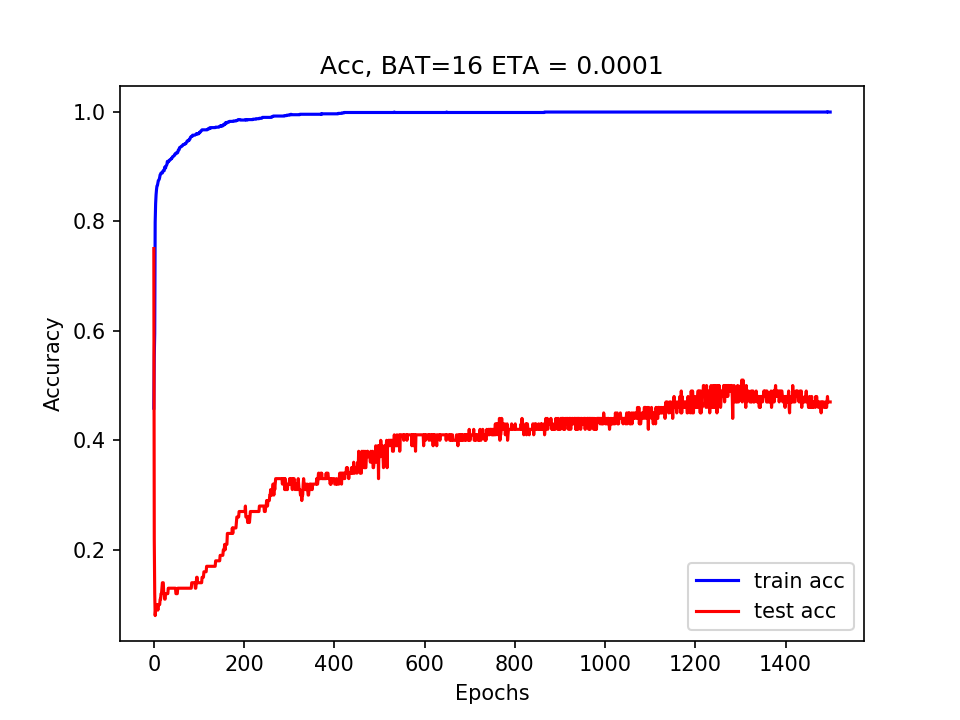 Acc, BAT=16 ETA = 0.0001
1.0
0.8
0.6
0.4
0.2
Accuracy
train acc
test acc
0 200 400 600 800 1000 1200 1400
Epochs